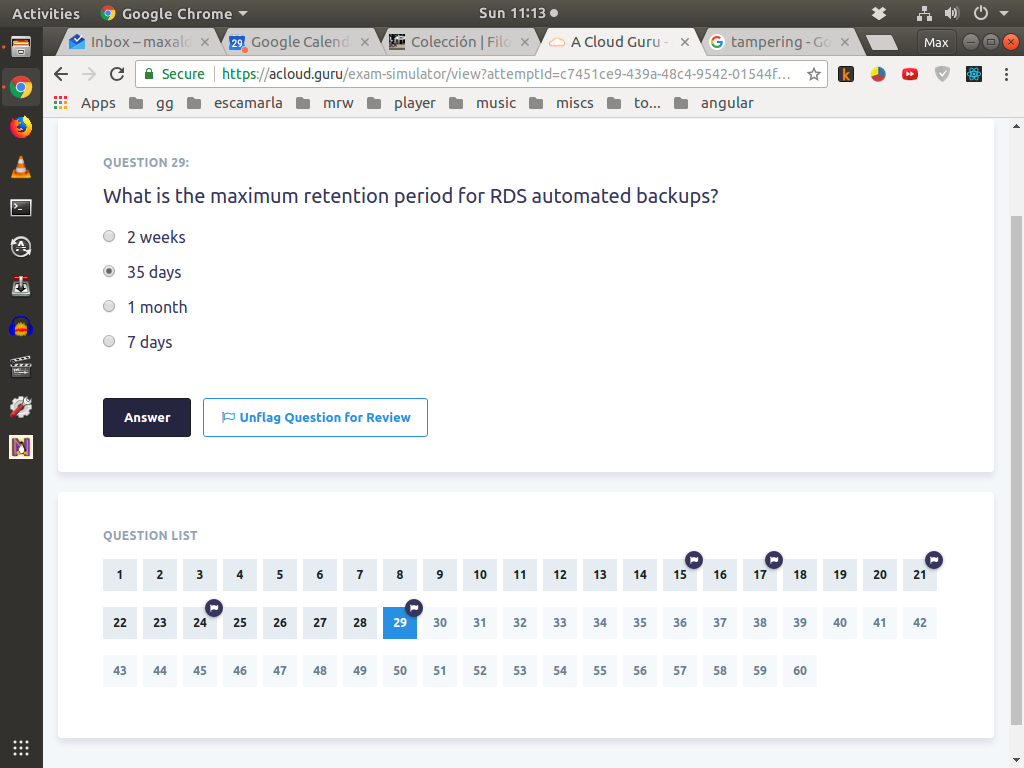 Activities Google Chrome Sun 11:13
Inbox – maxald Google Calend Colección | Filo A Cloud Guru - tampering - Go Max
Secure https://acloud.guru/exam-simulator/view?attemptId=c7451ce9-439a-48c4-9542-01544f...
Apps gg escamarla mrw player music miscs to... angular
QUESTION 29:
What is the maximum retention period for RDS automated backups?
2 weeks
35 days
1 month
7 days
Answer Unflag Question for Review
QUESTION LIST
1 2 3 4 5 6 7 8 9 10 11 12 13 14 15 16 17 18 19 20 21
22 23 24 25 26 27 28 29 30 31 32 33 34 35 36 37 38 39 40 41 42
43 44 45 46 47 48 49 50 51 52 53 54 55 56 57 58 59 60